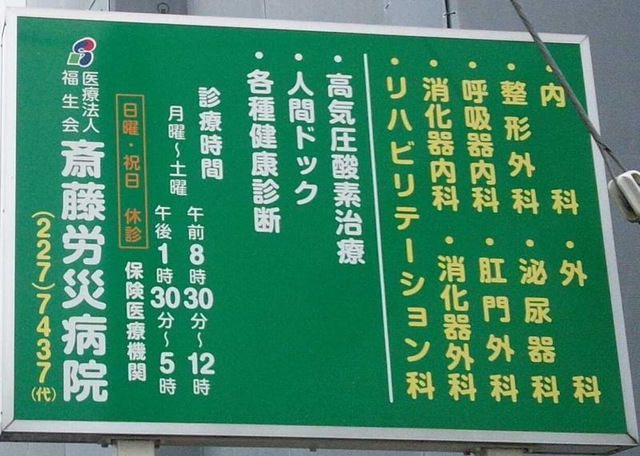 ・内科
・外科
・整形外科
・泌尿器科
・呼吸器内科
・肛門外科
・消化器内科
・消化器外科
・リハビリテーション科
・高気圧酸素治療
・人間ドック
・各種健康診断
診療時間
月曜～土曜
午前8時30分～12時
午後1時30分～5時
日曜・祝日 休診
保険医療機関
医療法人
福生会
斎藤労災病院
(227)7437(代)